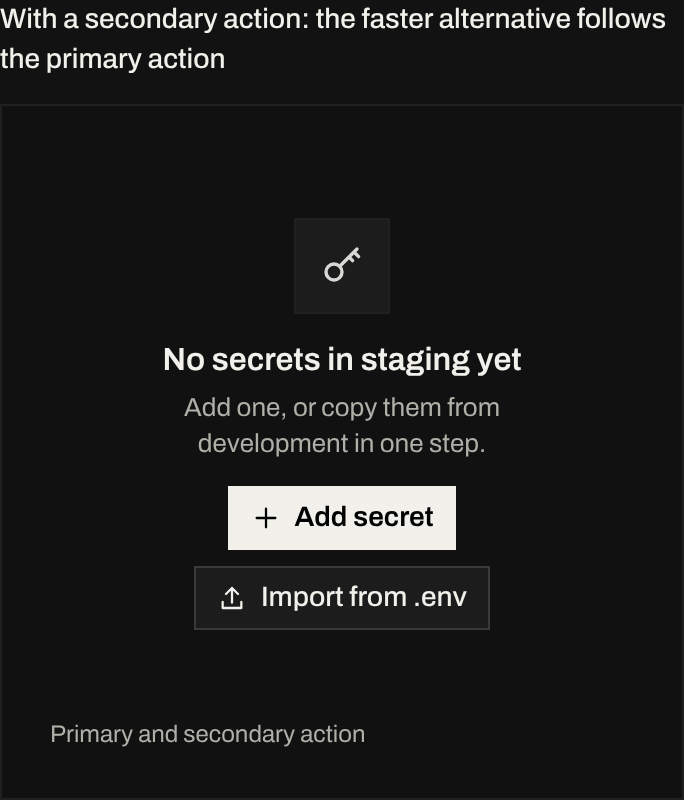 With a secondary action: the faster alternative follows
the primary action
No secrets in staging yet
Add one, or copy them from
development in one step.
Add secret
Import from .env
Primary and secondary action